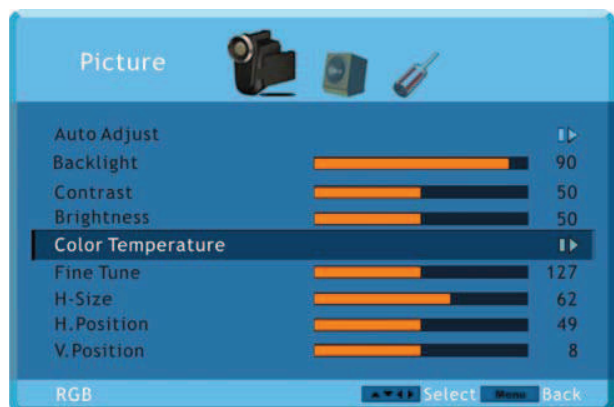 Picture
Auto Adjust
Backlight 90
Contrast 50
Brightness 50
Color Temperature
Fine Tune 127
H-Size 62
H.Position 49
V.Position 8
RGB Select Menu Back